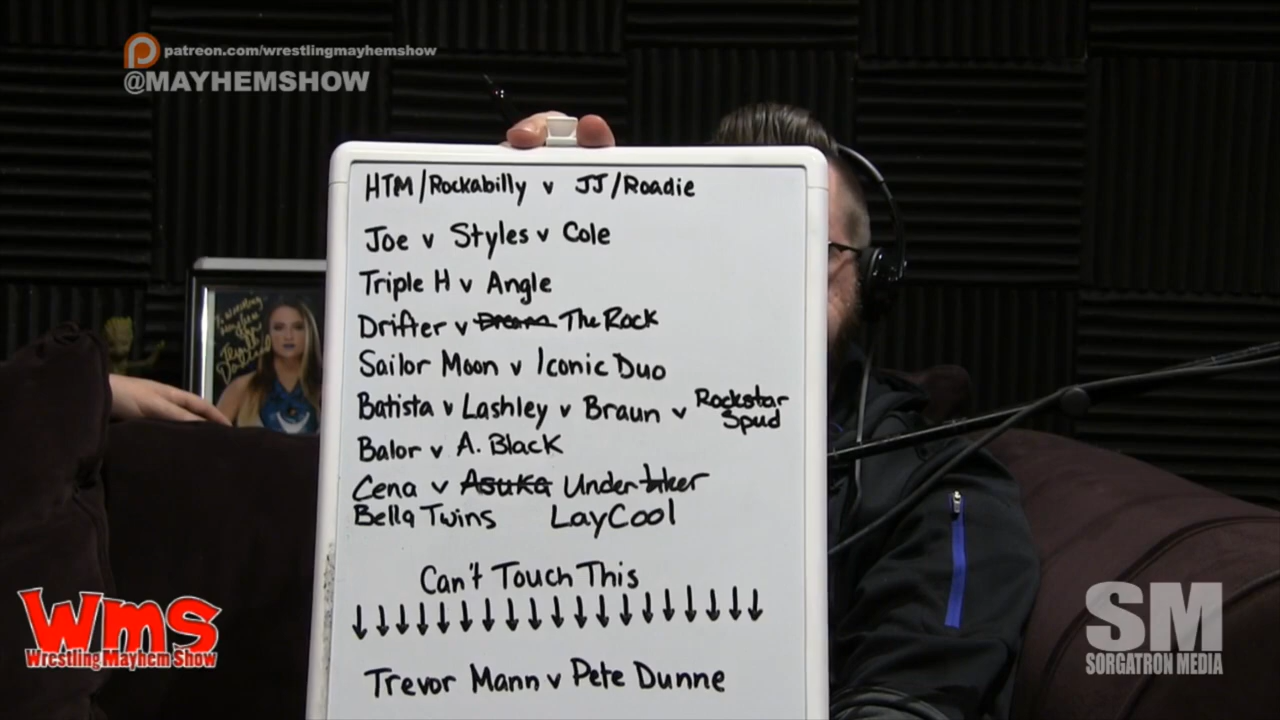 patreon.com/wrestlingmayhemshow
@MAYHEMSHOW
HTM/Rockabilly v JJ/Roadie
Joe v Styles v Cole
Triple H v Angle
Drifter v Dream The Rock
Sailor Moon v Iconic Duo
Batista v Lashley v Braun v Rockstar Spud
Balor v A. Black
Cena v Asuka Undertaker
Bella Twins LayCool
Can't Touch This
Trevor Mann v Pete Dunne
WMS
Wrestling Mayhem Show
SM
SORGATRON MEDIA